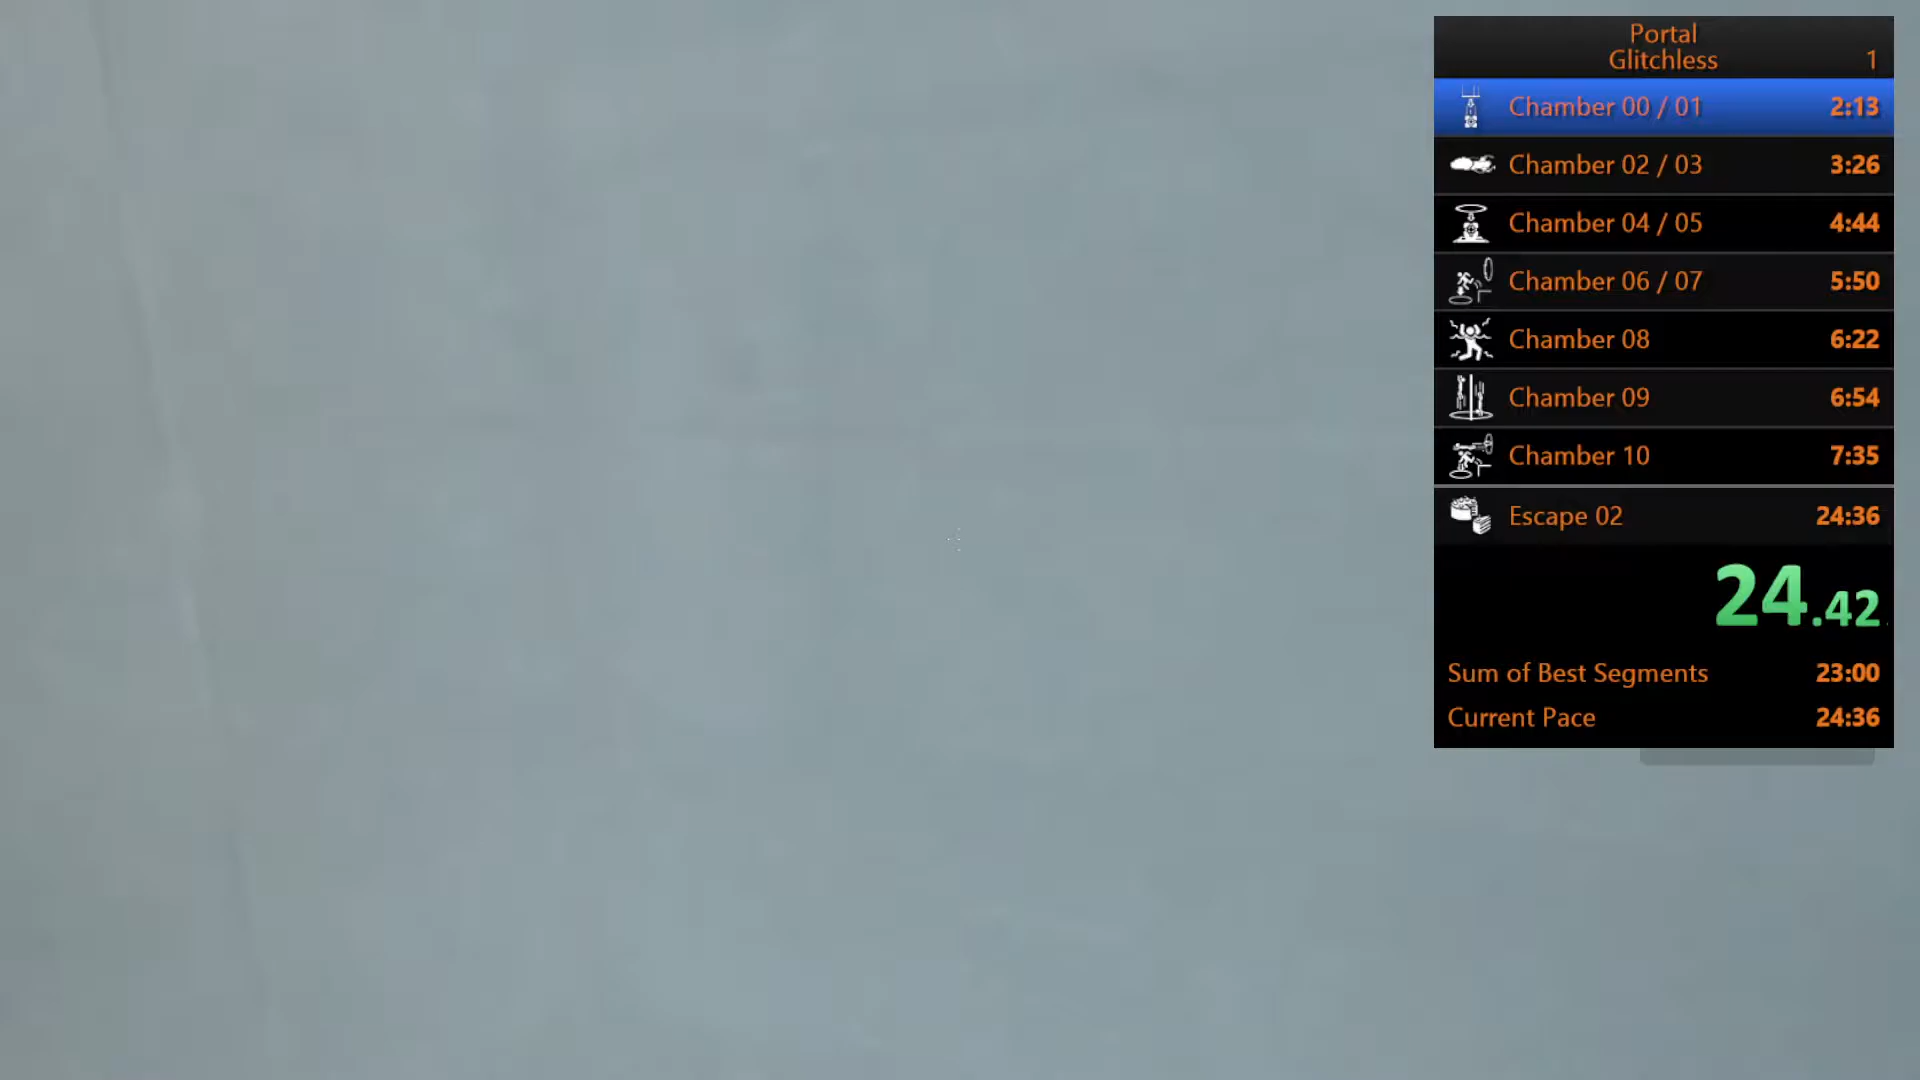 Portal
Glitchless 1
Chamber 00 / 01 2:13
Chamber 02 / 03 3:26
Chamber 04 / 05 4:44
Chamber 06 / 07 5:50
Chamber 08 6:22
Chamber 09 6:54
Chamber 10 7:35
Escape 02 24:36
24.42
Sum of Best Segments 23:00
Current Pace 24:36